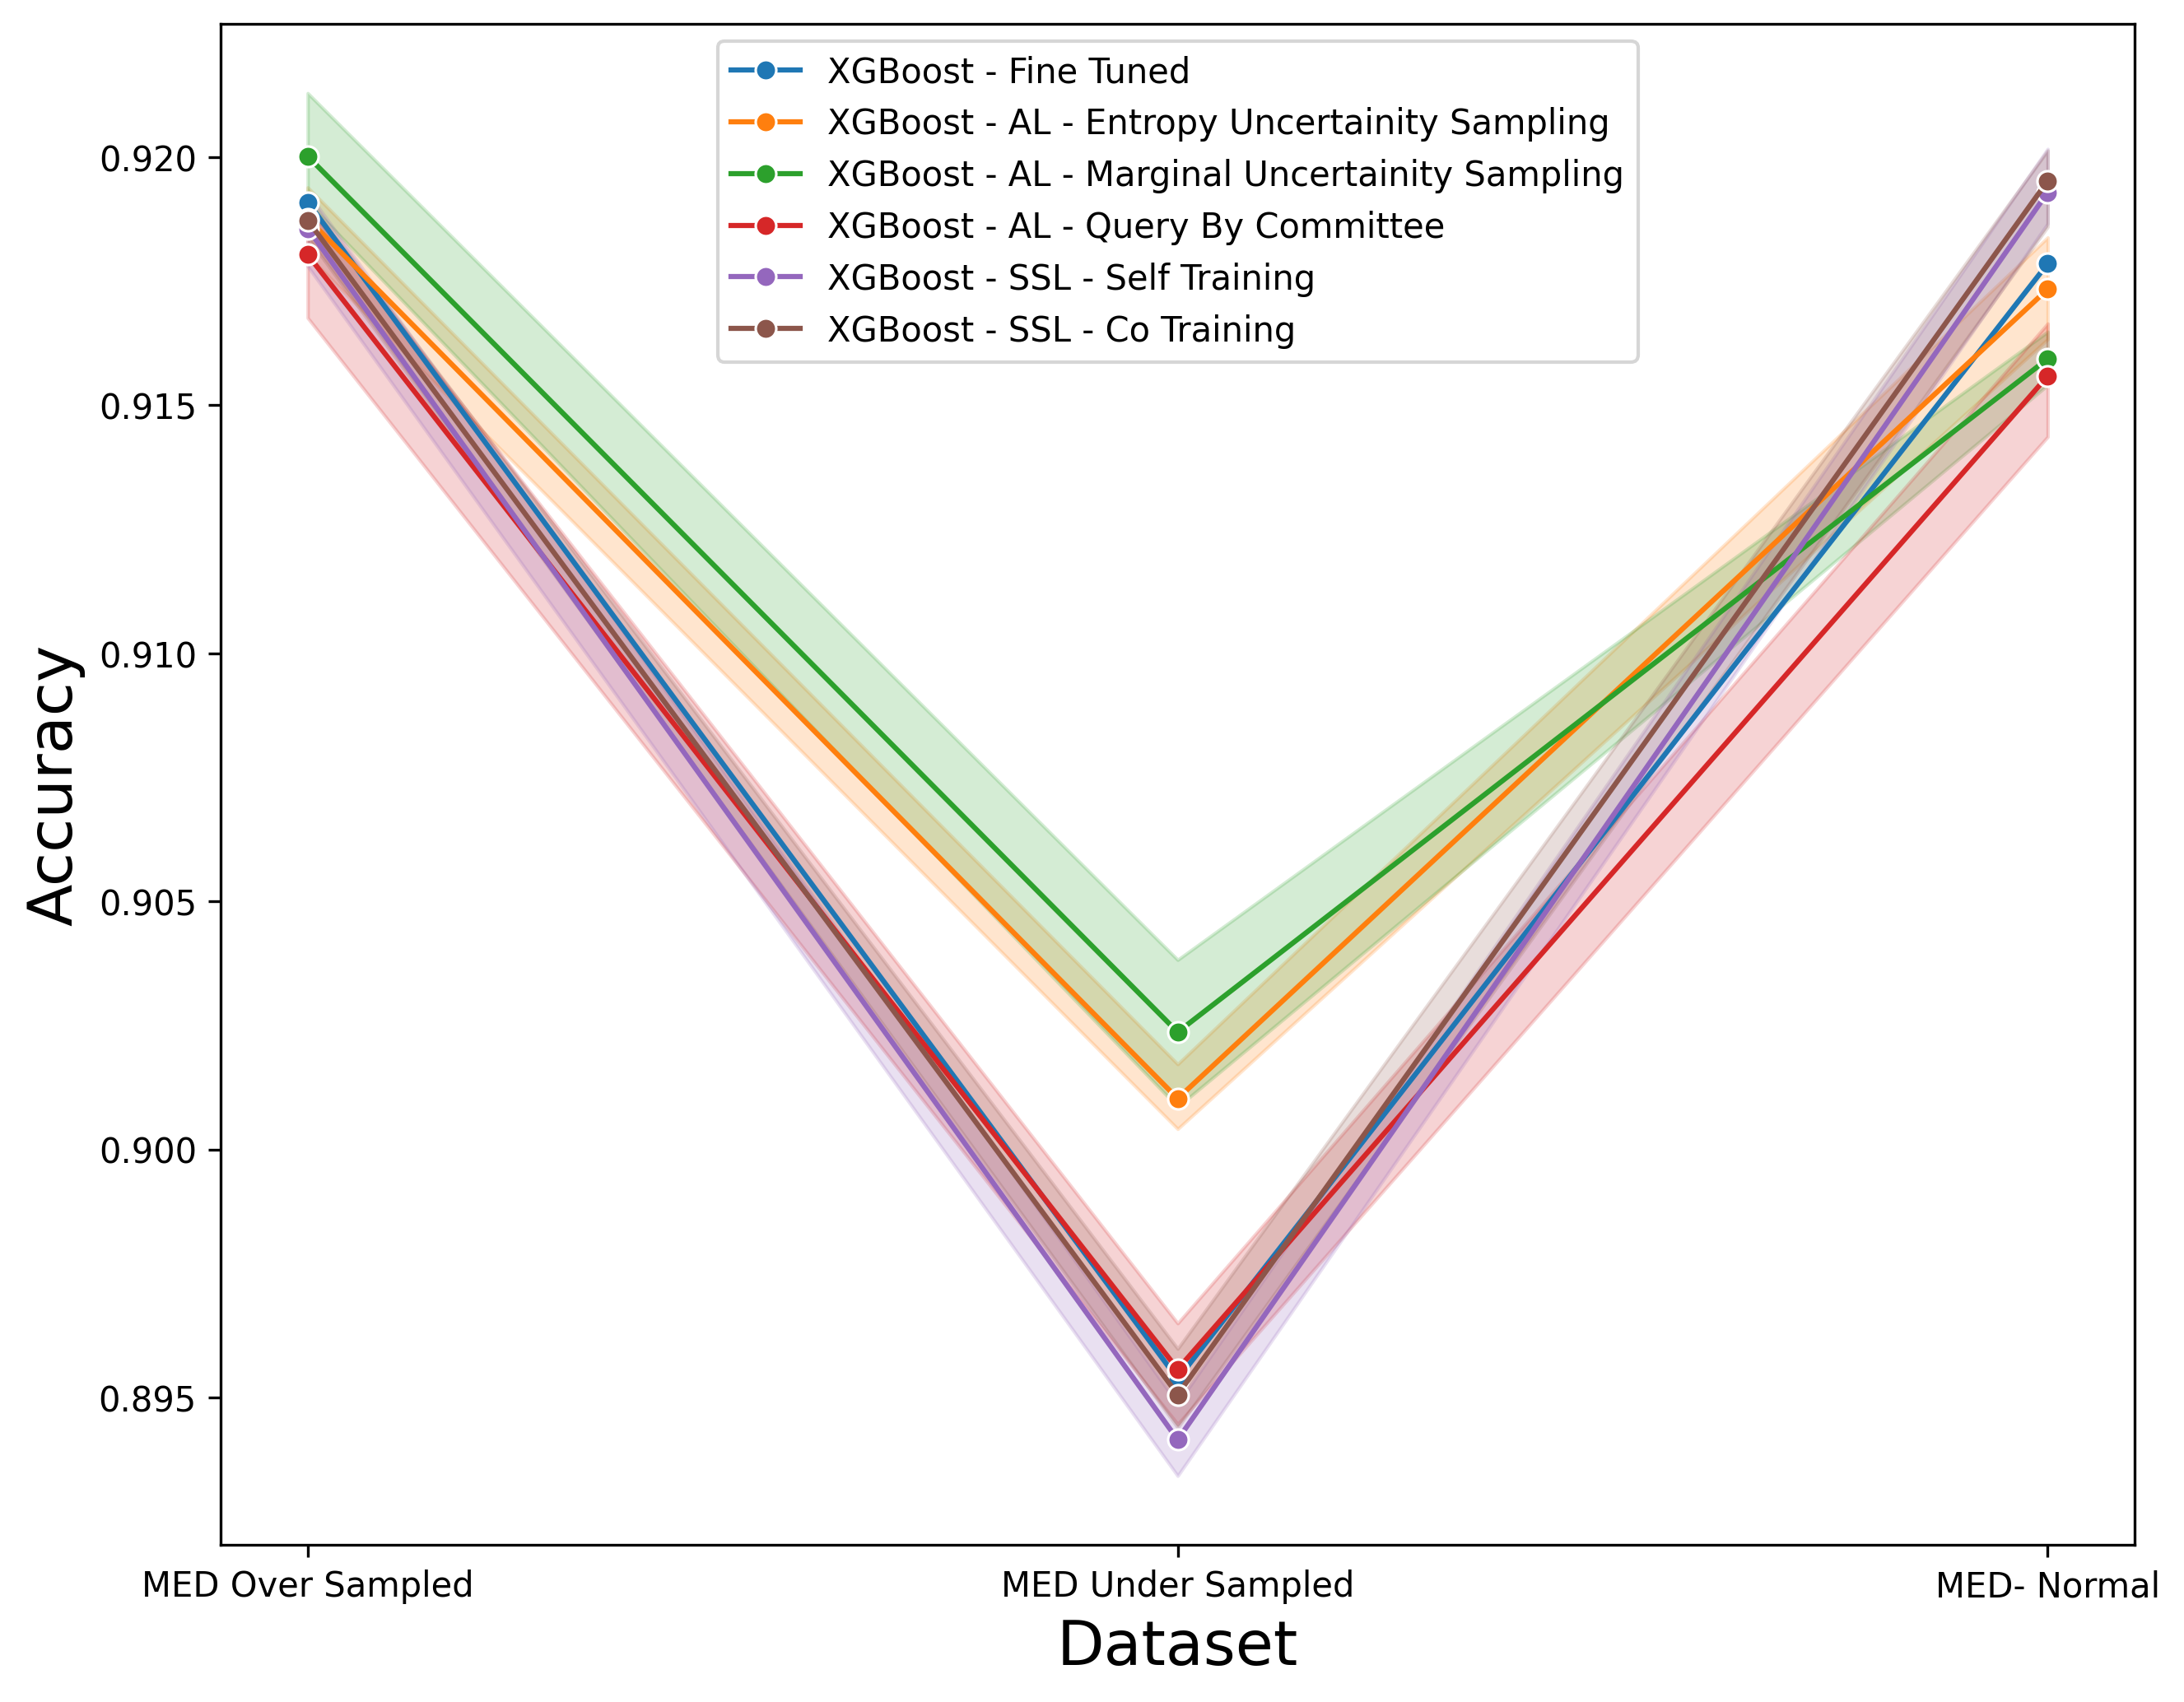 XGBoost - Fine Tuned
XGBoost - AL - Entropy Uncertainity Sampling
XGBoost - AL - Marginal Uncertainity Sampling
XGBoost - AL - Query By Committee
XGBoost - SSL - Self Training
XGBoost - SSL - Co Training
0.920
0.915
0.910
0.905
0.900
0.895
Accuracy
MED Over Sampled
MED Under Sampled
MED- Normal
Dataset